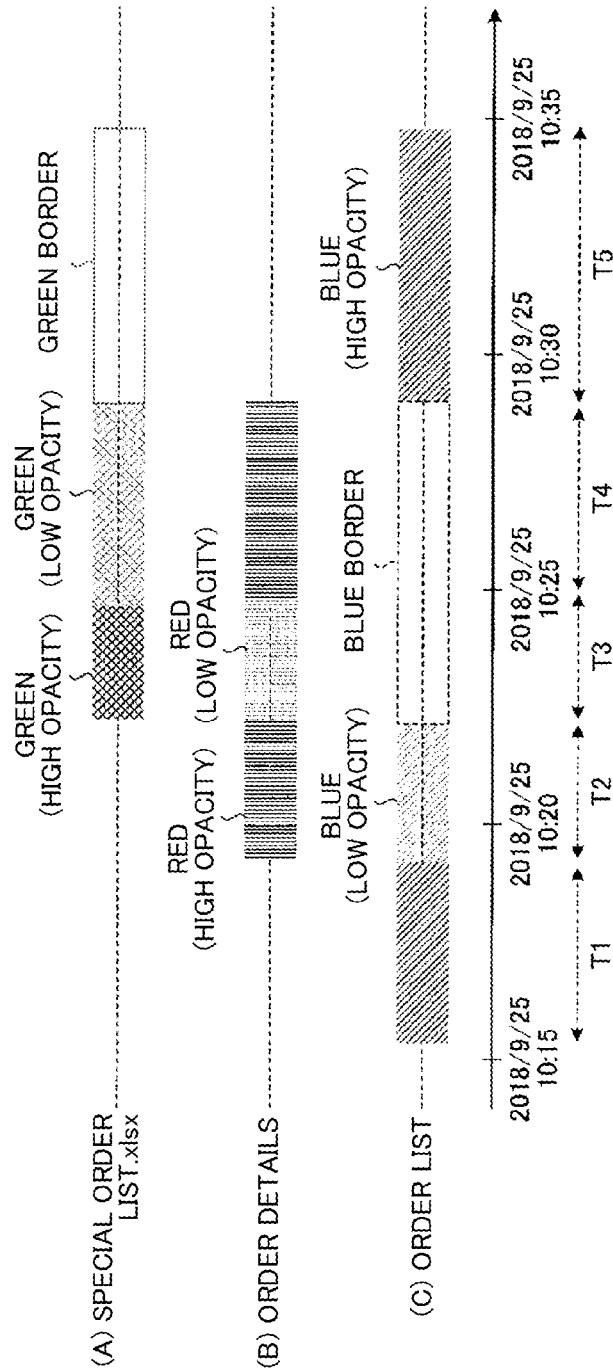 (A) SPECIAL ORDER
LIST.xlsx
GREEN
(HIGH OPACITY)
GREEN
(LOW OPACITY)
GREEN BORDER
(B) ORDER DETAILS
RED
(HIGH OPACITY)
RED
(LOW OPACITY)
(C) ORDER LIST
BLUE
(LOW OPACITY)
BLUE BORDER
BLUE
(HIGH OPACITY)
2018/9/25
10:15
2018/9/25
10:20
2018/9/25
10:25
2018/9/25
10:30
2018/9/25
10:35
T1
T2
T3
T4
T5